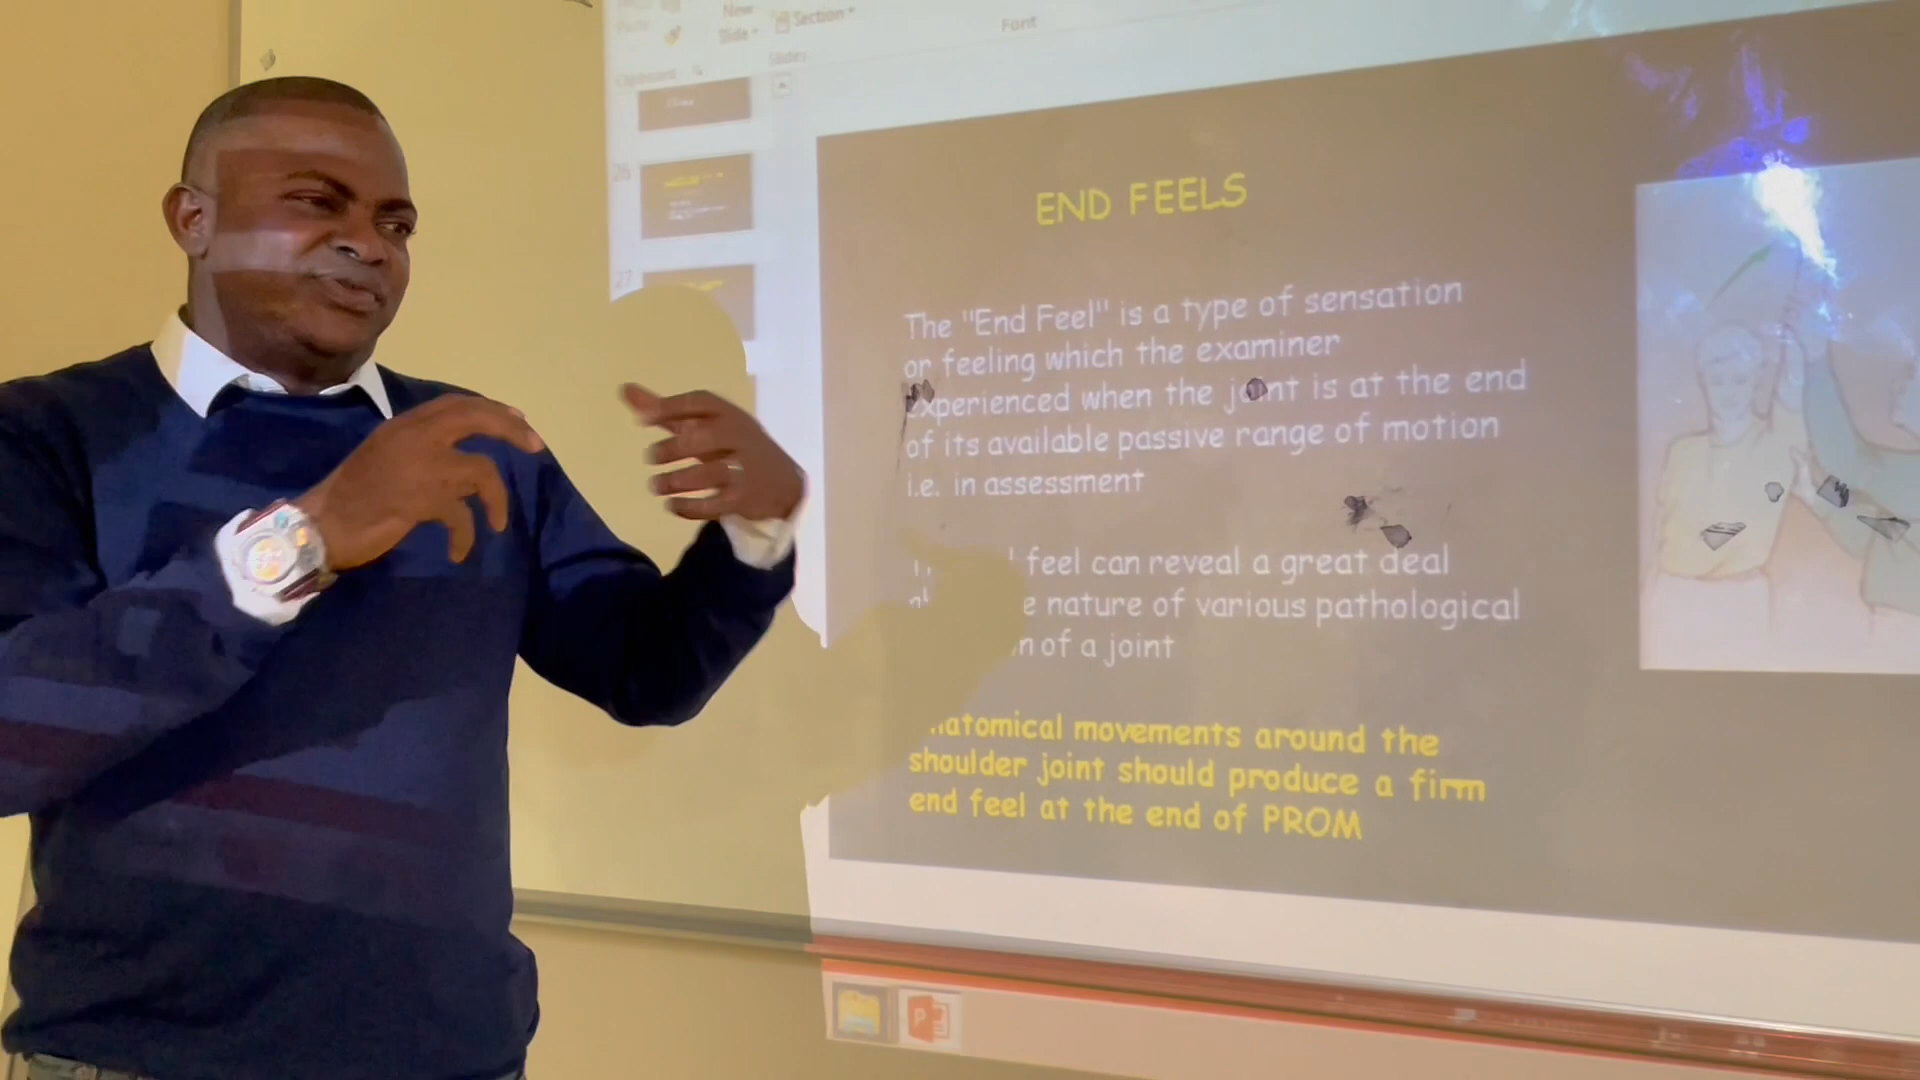 New
Slide
Section
Font
Slides
Clipboard
26
27
END FEELS
The "End Feel" is a type of sensation
or feeling which the examiner
experienced when the joint is at the end
of its available passive range of motion
i.e. in assessment
feel can reveal a great deal
nature of various pathological
of a joint
movements around the
shoulder joint should produce a firm
end feel at the end of PROM
P